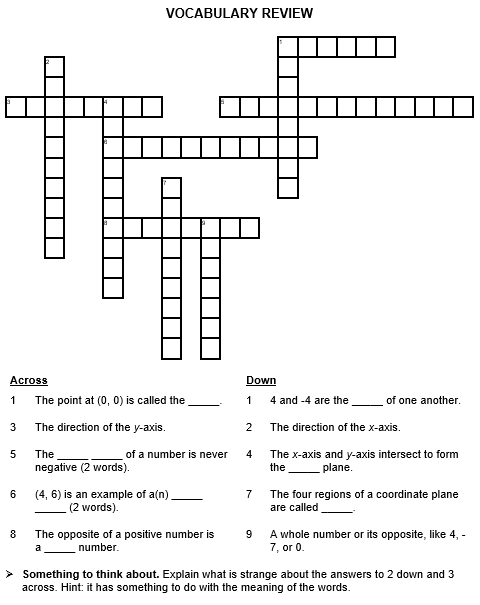 VOCABULARY REVIEW
1
2
3 4 5
6
7
8 9
Across
1 The point at (0, 0) is called the _____.
3 The direction of the y-axis.
5 The _____ _____ of a number is never
negative (2 words).
6 (4, 6) is an example of a(n) _____
_____ (2 words).
8 The opposite of a positive number is
a _____ number.
Down
1 4 and -4 are the _____ of one another.
2 The direction of the x-axis.
4 The x-axis and y-axis intersect to form
the _____ plane.
7 The four regions of a coordinate plane
are called _____.
9 A whole number or its opposite, like 4, -
7, or 0.
➢ Something to think about. Explain what is strange about the answers to 2 down and 3
across. Hint: it has something to do with the meaning of the words.